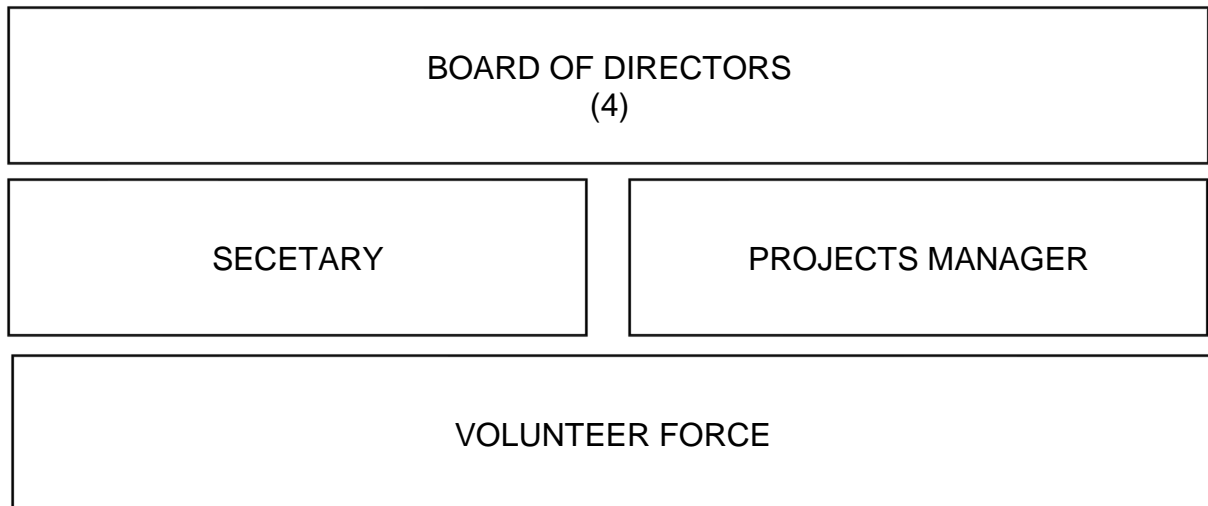 BOARD OF DIRECTORS
(4)
SECETARY
PROJECTS MANAGER
VOLUNTEER FORCE